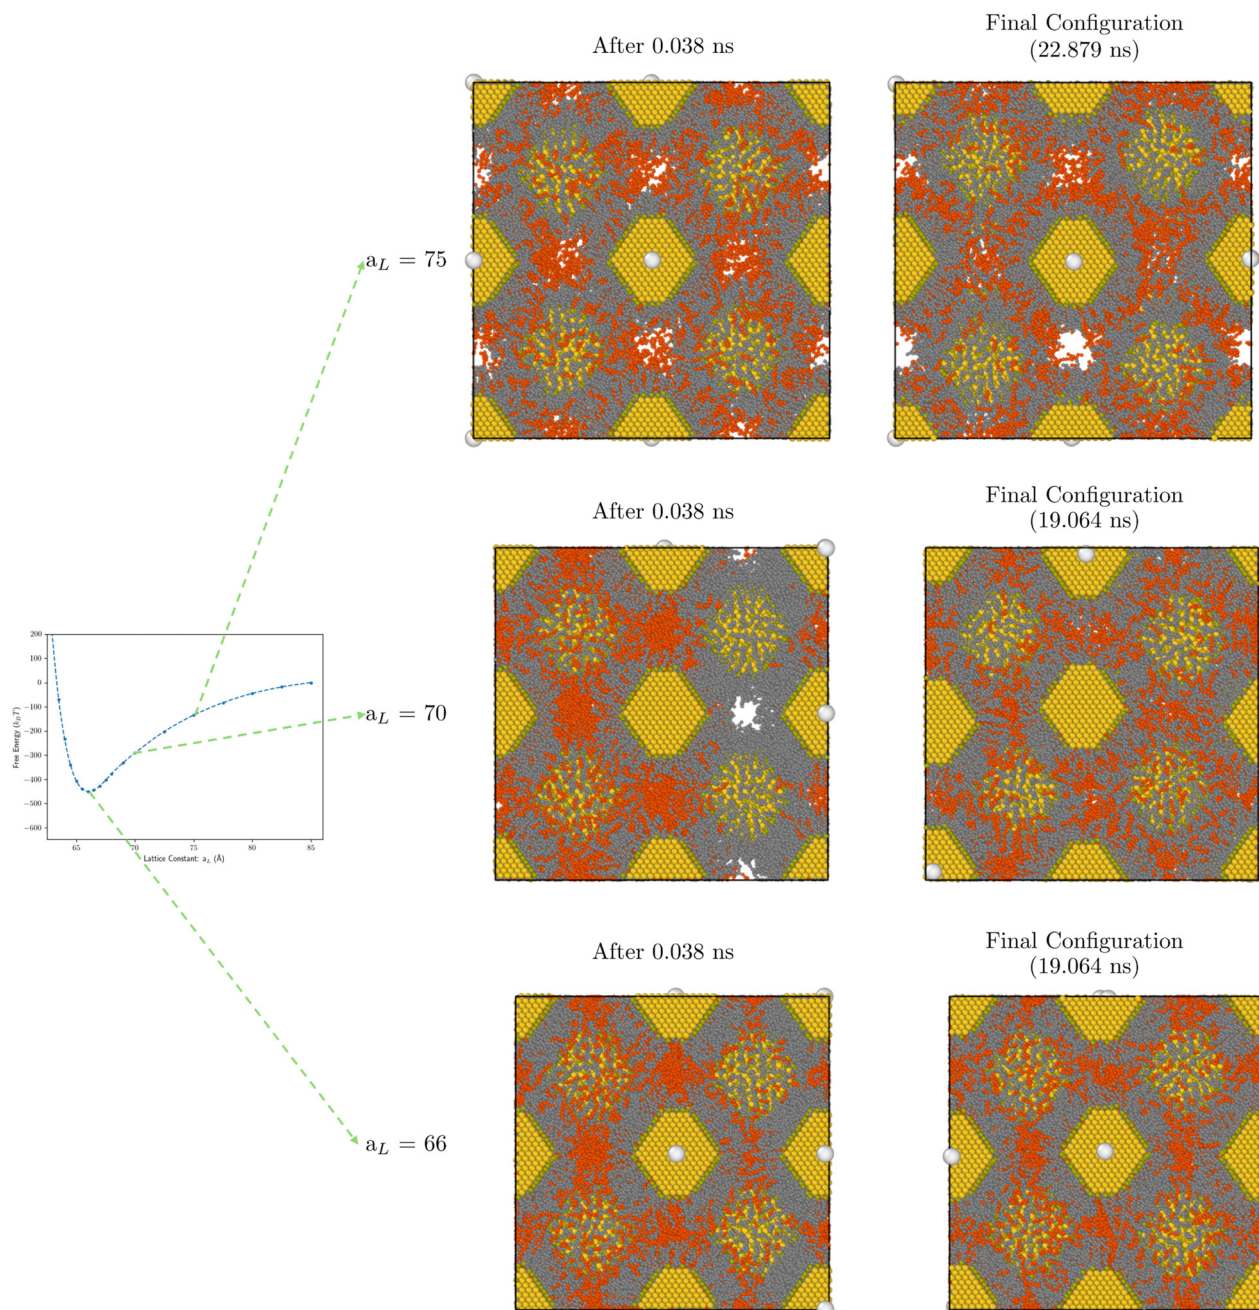 After 0.038 ns
Final Configuration
(22.879 ns)
a_L = 75
After 0.038 ns
Final Configuration
(19.064 ns)
a_L = 70
200
100
0
−100
−200
−300
−400
−500
−600
Free Energy (k_BT)
65
70
75
80
85
Lattice Constant: a_L (Å)
After 0.038 ns
Final Configuration
(19.064 ns)
a_L = 66